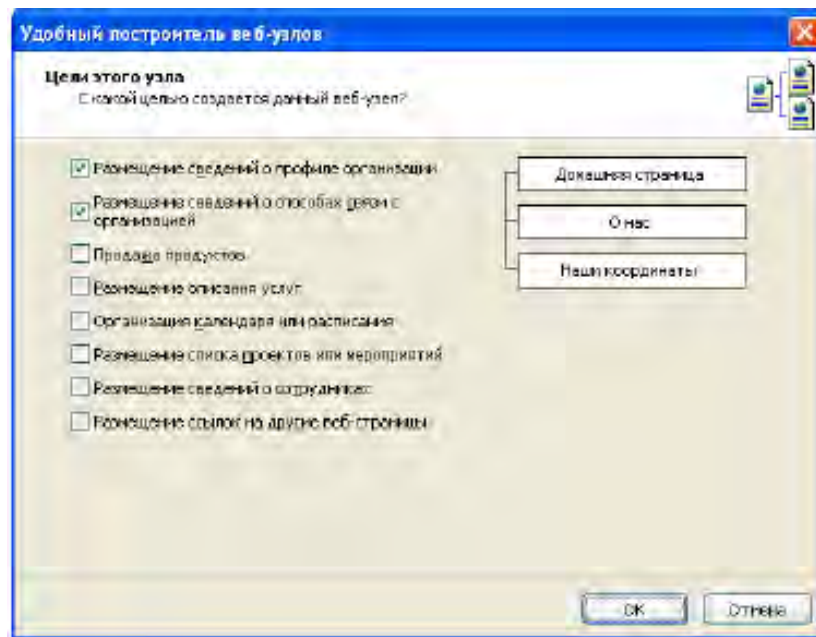 Удобный построитель веб-узлов
Цели этого узла
С какой целью создается данный веб-узел?
Размещение сведений о профиле организации
Размещение сведений о способах связи с
организацией
Продажа продуктов
Размещение описания услуг
Организация календаря или расписания
Размещение списка проектов или мероприятий
Размещение сведений о сотрудниках
Размещение ссылок на другие веб-страницы
Домашняя страница
О нас
Наши координаты
ОК
Отмена